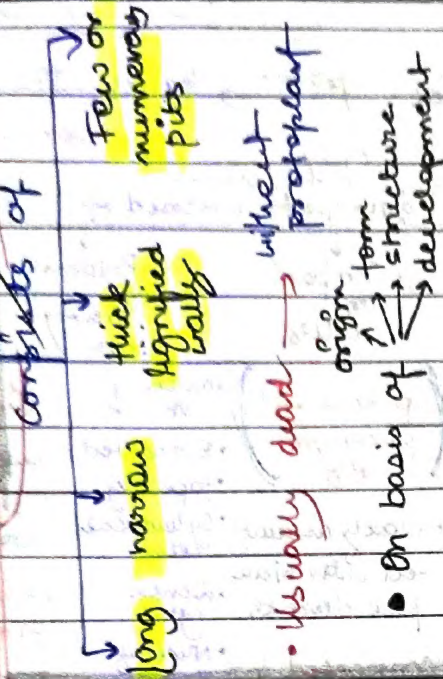 Consists of
long narrow thick lignified walls Few or numerous pits
• Usually dead → without protoplast
• On basis of origin
form
structure
development